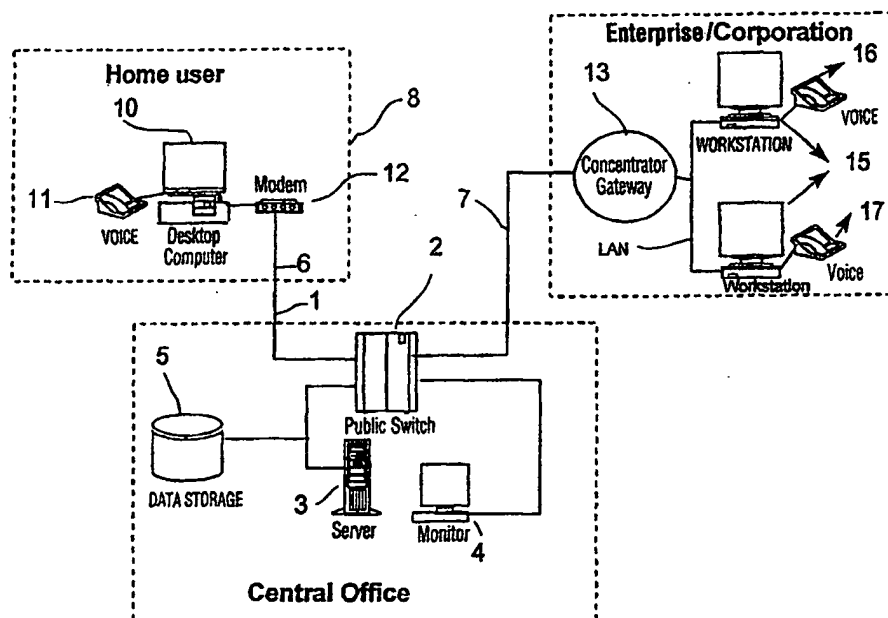 Home user
10
8
11
VOICE
Desktop
Computer
Modem
12
6
1
Enterprise/Corporation
13
Concentrator
Gateway
7
LAN
WORKSTATION
16
VOICE
15
17
Workstation
Voice
2
5
Public Switch
DATA STORAGE
3
Server
Monitor
4
Central Office